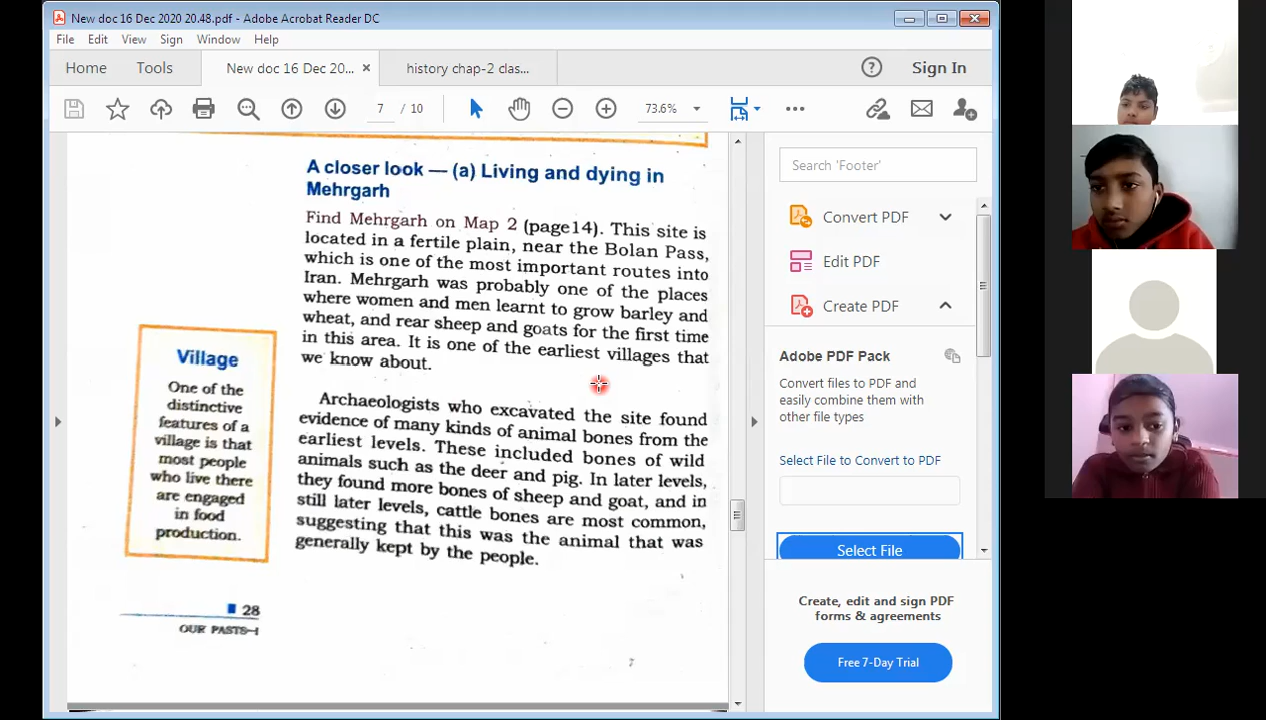 New doc 16 Dec 2020 20.48.pdf - Adobe Acrobat Reader DC
File Edit View Sign Window Help
Home Tools New doc 16 Dec 20... × history chap-2 clas... Sign In
7 / 10 73.6%
A closer look — (a) Living and dying in
Mehrgarh
Find Mehrgarh on Map 2 (page14). This site is
located in a fertile plain, near the Bolan Pass,
which is one of the most important routes into
Iran. Mehrgarh was probably one of the places
where women and men learnt to grow barley and
wheat, and rear sheep and goats for the first time
in this area. It is one of the earliest villages that
we know about.
Archaeologists who excavated the site found
evidence of many kinds of animal bones from the
earliest levels. These included bones of wild
animals such as the deer and pig. In later levels,
they found more bones of sheep and goat, and in
still later levels, cattle bones are most common,
suggesting that this was the animal that was
generally kept by the people.
Village
One of the
distinctive
features of a
village is that
most people
who live there
are engaged
in food
production.
28
OUR PASTS–I
Search 'Footer'
Convert PDF
Edit PDF
Create PDF
Adobe PDF Pack
Convert files to PDF and
easily combine them with
other file types
Select File to Convert to PDF
Select File
Create, edit and sign PDF
forms & agreements
Free 7-Day Trial